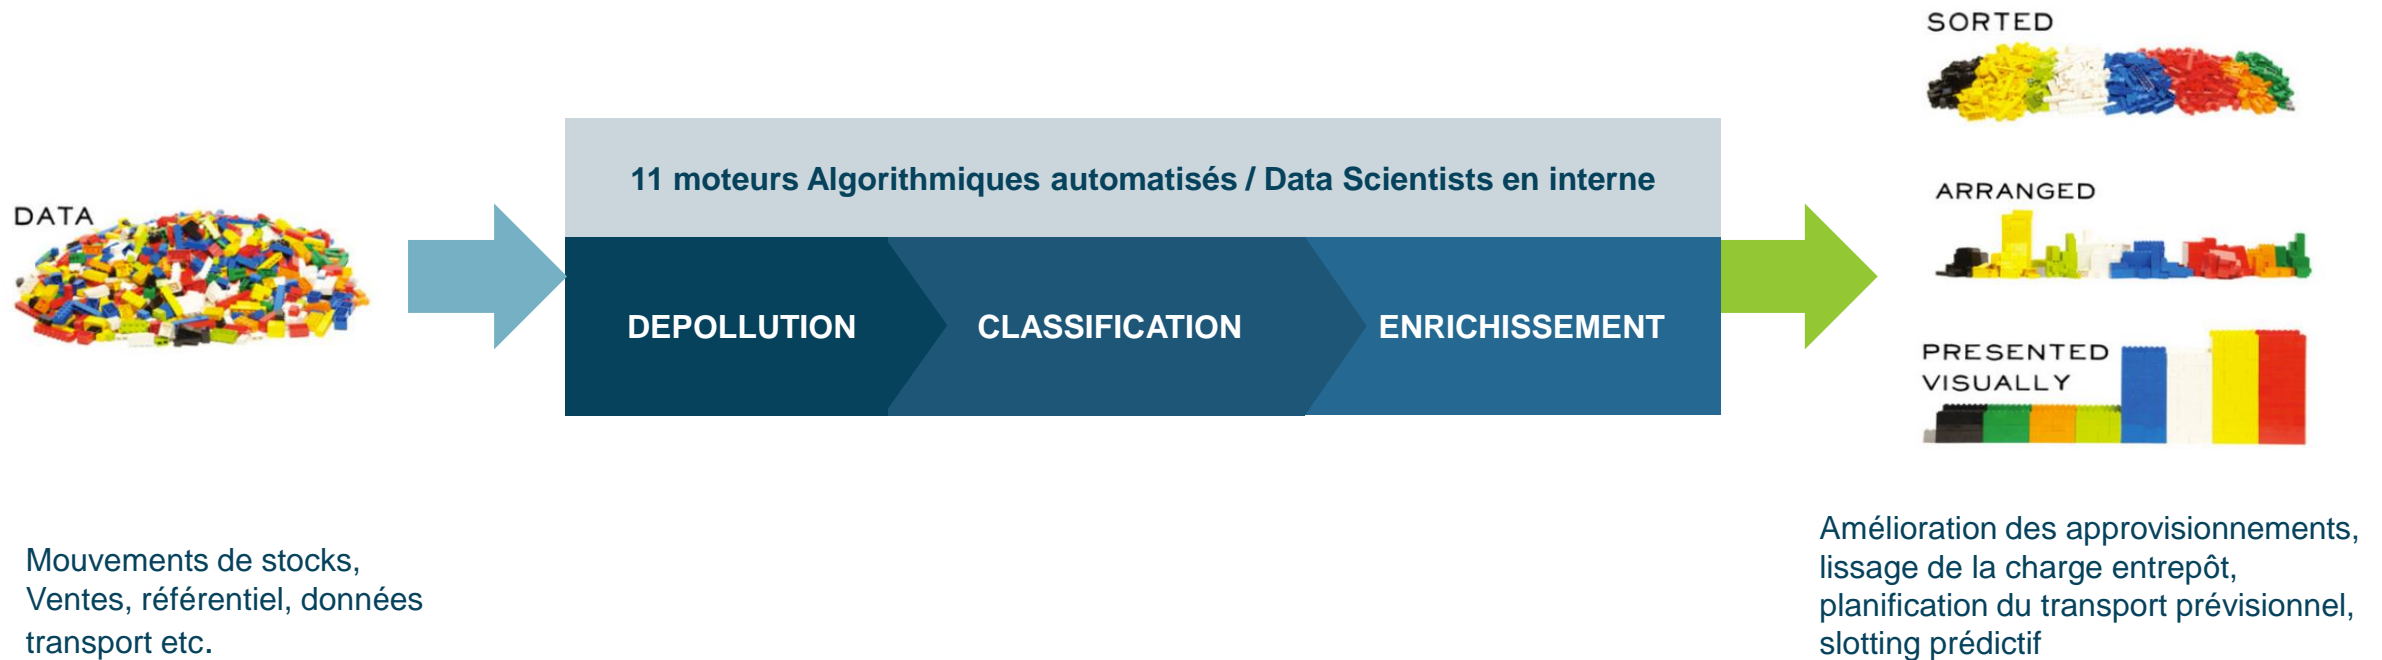 DATA
Mouvements de stocks,
Ventes, référentiel, données
transport etc.
11 moteurs Algorithmiques automatisés / Data Scientists en interne
DEPOLLUTION
CLASSIFICATION
ENRICHISSEMENT
SORTED
ARRANGED
PRESENTED
VISUALLY
Amélioration des approvisionnements,
lissage de la charge entrepôt,
planification du transport prévisionnel,
slotting prédictif